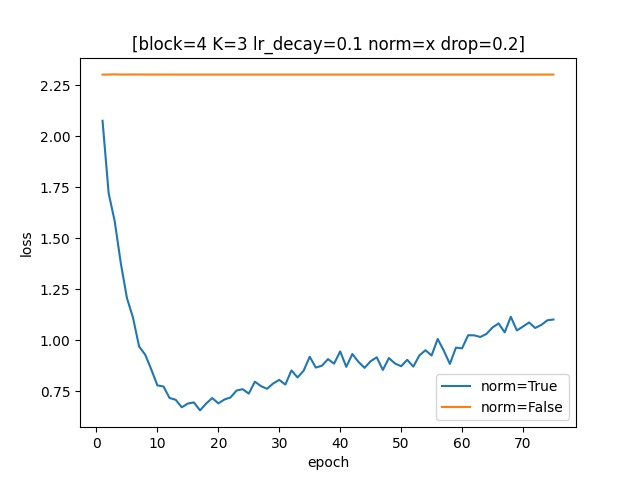 [block=4 K=3 lr_decay=0.1 norm=x drop=0.2]
loss
2.25
2.00
1.75
1.50
1.25
1.00
0.75
norm=True
norm=False
0 10 20 30 40 50 60 70
epoch